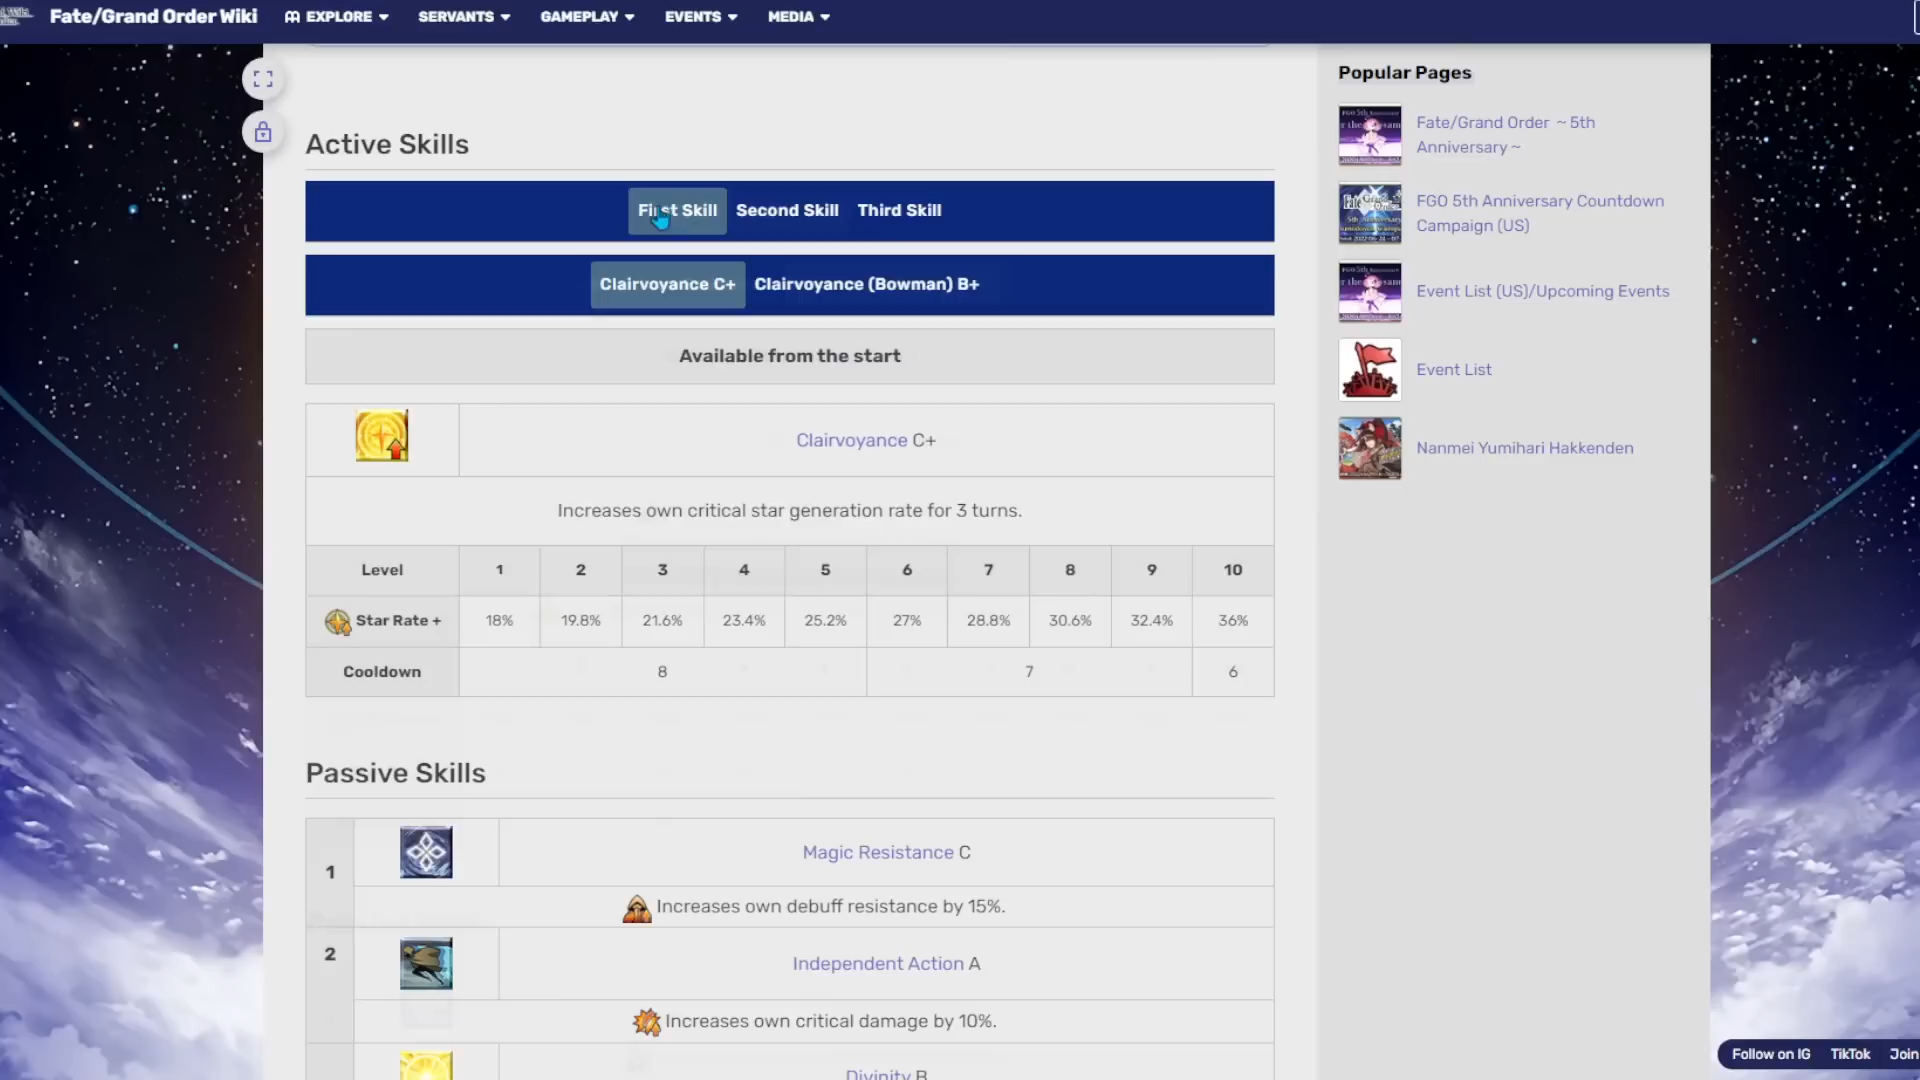 Fate/Grand Order Wiki
EXPLORE
SERVANTS
GAMEPLAY
EVENTS
MEDIA
Active Skills
First Skill Second Skill Third Skill
Clairvoyance C+ Clairvoyance (Bowman) B+
Available from the start
Clairvoyance C+
Increases own critical star generation rate for 3 turns.
Level 1 2 3 4 5 6 7 8 9 10
Star Rate + 18% 19.8% 21.6% 23.4% 25.2% 27% 28.8% 30.6% 32.4% 36%
Cooldown 8 7 6
Passive Skills
1 Magic Resistance C
Increases own debuff resistance by 15%.
2 Independent Action A
Increases own critical damage by 10%.
Divinity B
Popular Pages
Fate/Grand Order ~ 5th
Anniversary ~
FGO 5th Anniversary Countdown
Campaign (US)
Event List (US)/Upcoming Events
Event List
Nanmei Yumihari Hakkenden
Follow on IG TikTok Join